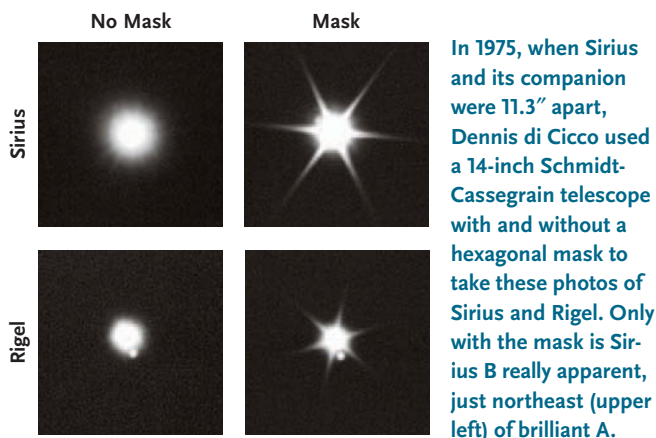 No Mask
Mask
Sirius
Rigel
In 1975, when Sirius
and its companion
were 11.3″ apart,
Dennis di Cicco used
a 14-inch Schmidt-
Cassegrain telescope
with and without a
hexagonal mask to
take these photos of
Sirius and Rigel. Only
with the mask is Sir-
ius B really apparent,
just northeast (upper
left) of brilliant A.